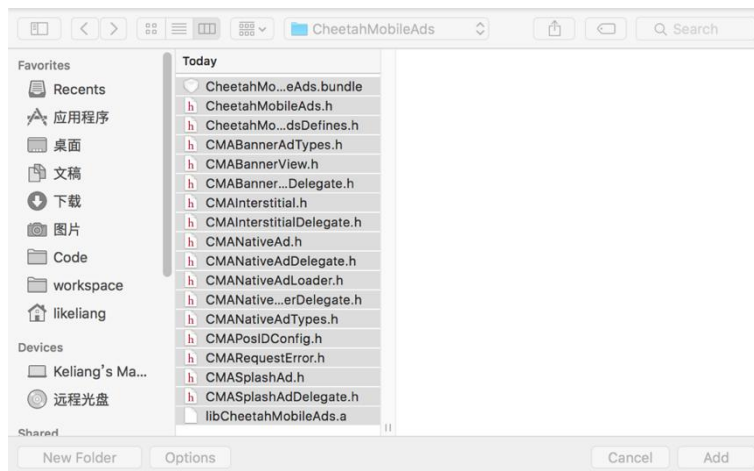 CheetahMobileAds
Search
Favorites
Recents
应用程序
桌面
文稿
下载
图片
Code
workspace
likeliang
Devices
Keliang's Ma...
远程光盘
Shared
Today
CheetahMo...eAds.bundle
CheetahMobileAds.h
CheetahMo...dsDefines.h
CMABannerAdTypes.h
CMABannerView.h
CMABanner...Delegate.h
CMAInterstitial.h
CMAInterstitialDelegate.h
CMANativeAd.h
CMANativeAdDelegate.h
CMANativeAdLoader.h
CMANative...erDelegate.h
CMANativeAdTypes.h
CMAPosIDConfig.h
CMARequestError.h
CMASplashAd.h
CMASplashAdDelegate.h
libCheetahMobileAds.a
New Folder
Options
Cancel
Add